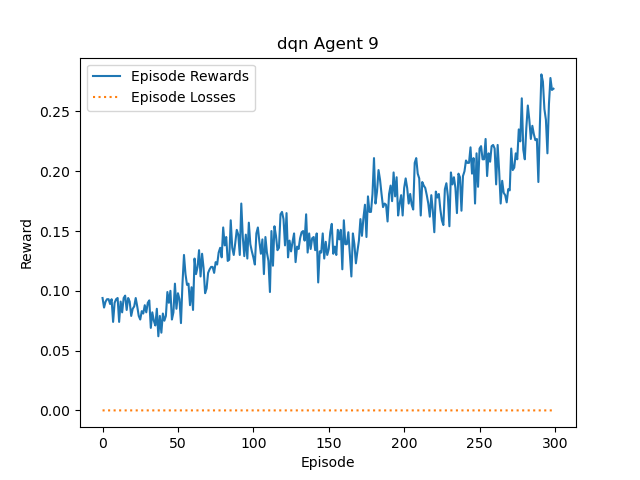 dqn Agent 9
Episode Rewards
Episode Losses
Reward
0.25
0.20
0.15
0.10
0.05
0.00
0 50 100 150 200 250 300
Episode